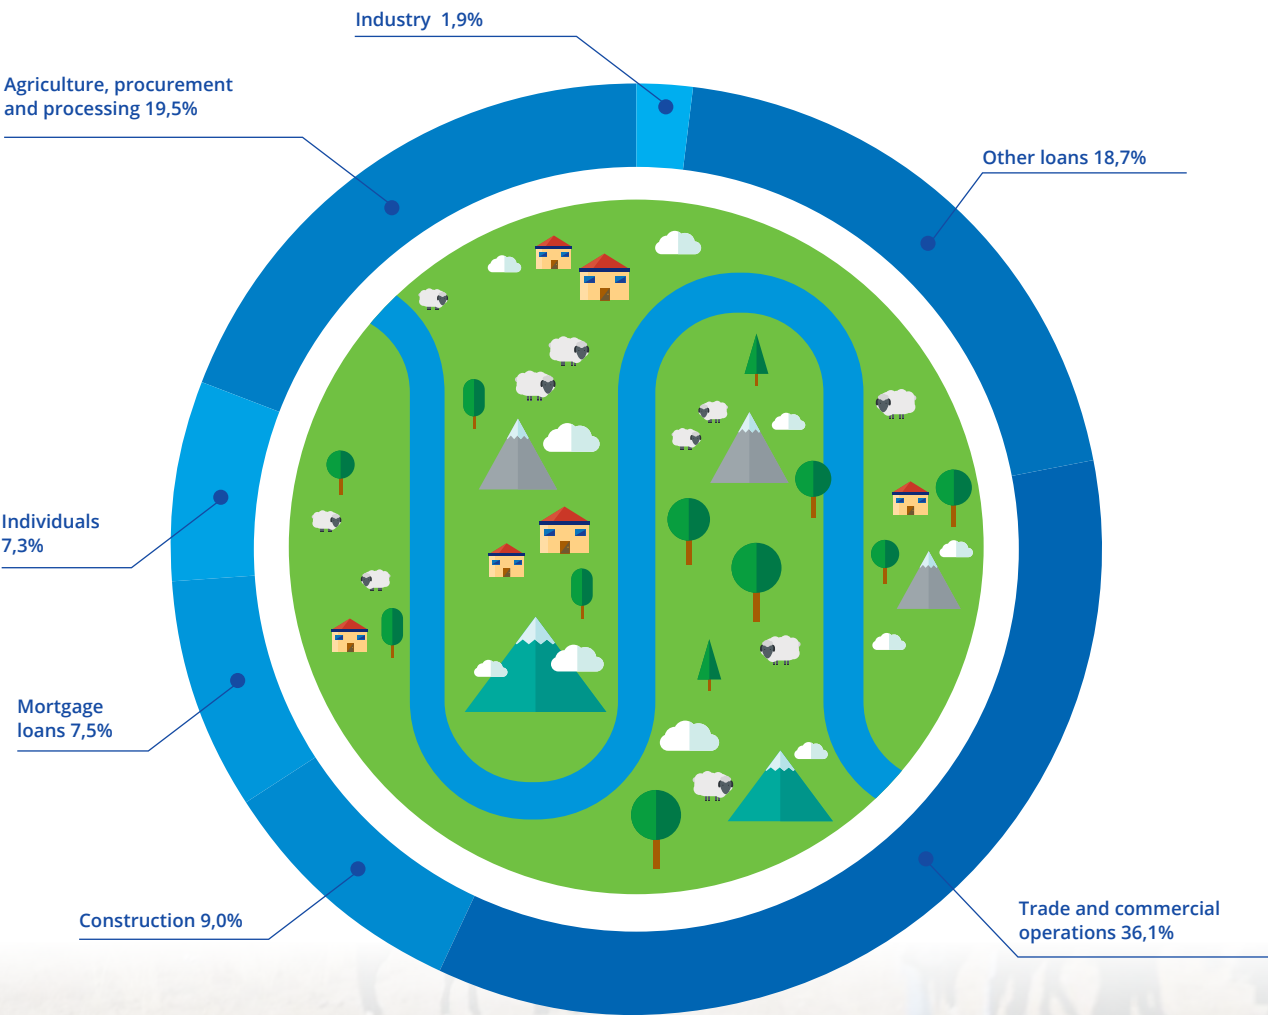 Industry 1,9%
Agriculture, procurement
and processing 19,5%
Other loans 18,7%
Individuals
7,3%
Mortgage
loans 7,5%
Construction 9,0%
Trade and commercial
operations 36,1%